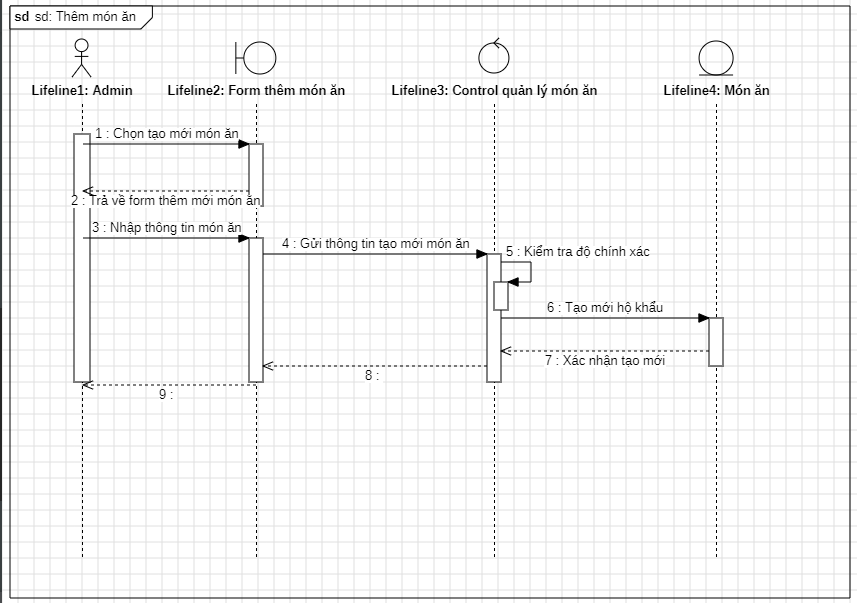 sd sd: Thêm món ăn
Lifeline1: Admin
Lifeline2: Form thêm món ăn
Lifeline3: Control quản lý món ăn
Lifeline4: Món ăn
1 : Chọn tạo mới món ăn
2 : Trả về form thêm mới món ăn
3 : Nhập thông tin món ăn
4 : Gửi thông tin tạo mới món ăn
5 : Kiểm tra độ chính xác
6 : Tạo mới hộ khẩu
7 : Xác nhận tạo mới
8 :
9 :